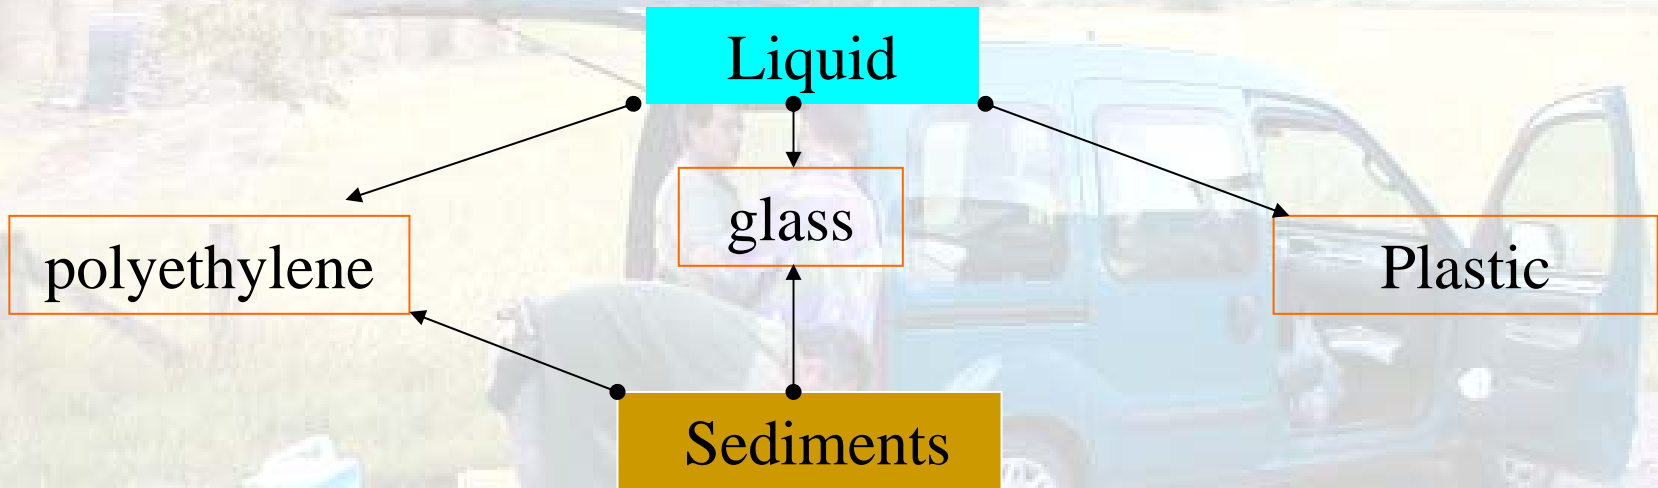 Liquid
glass
polyethylene
Plastic
Sediments